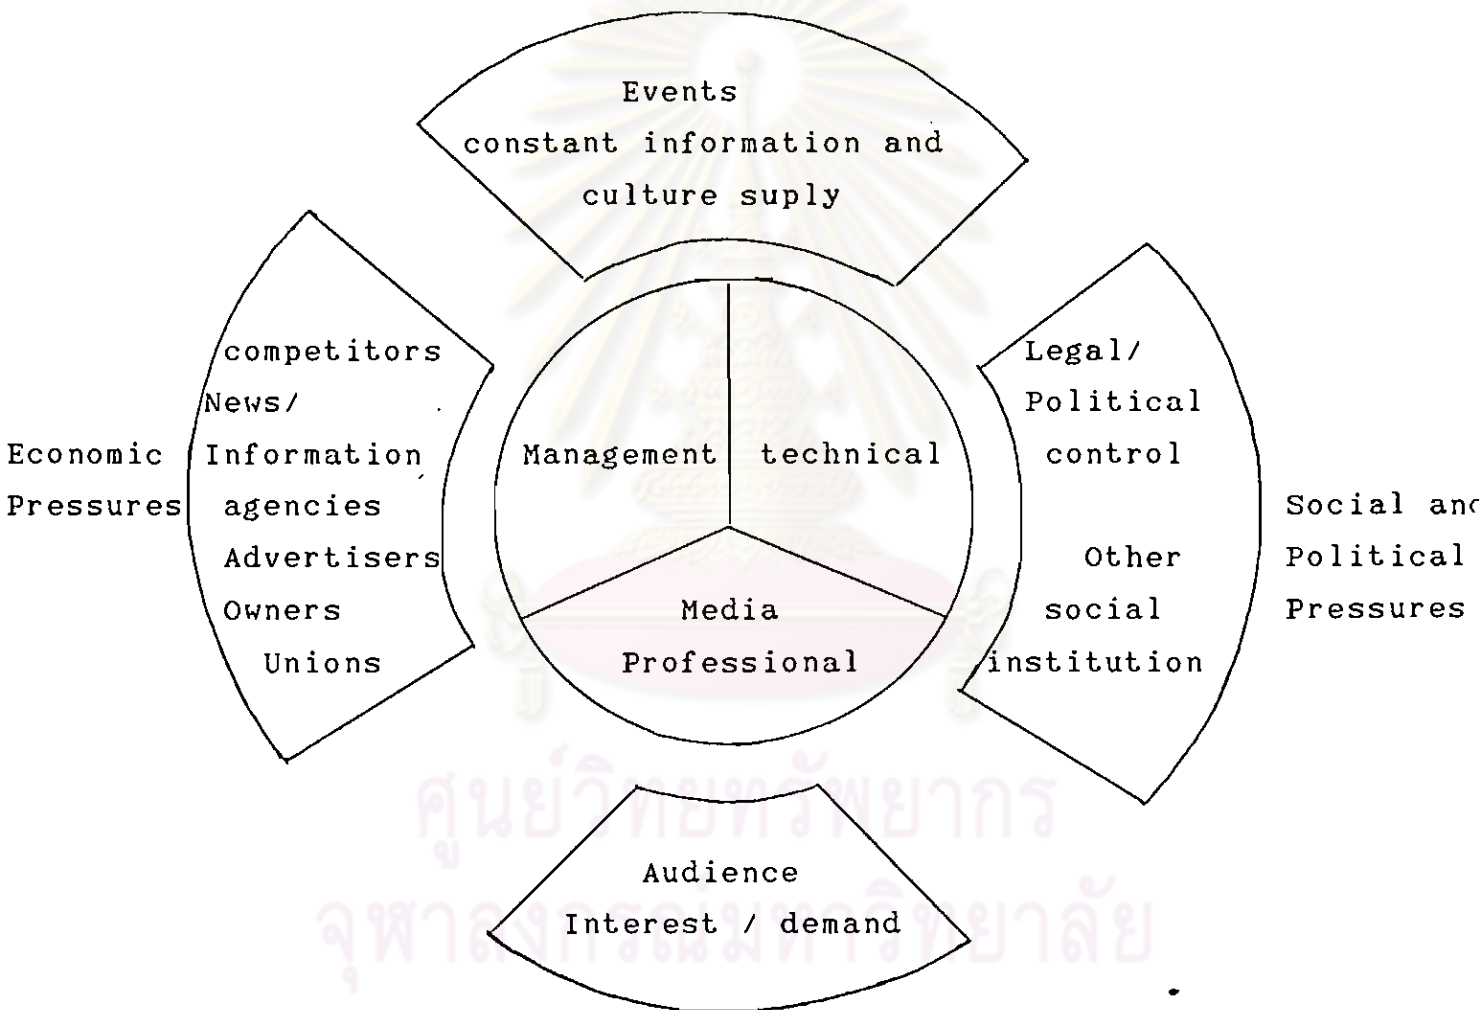 Events
constant information and
culture suply
competitors
News/
Information
agencies
Advertisers
Owners
Unions
Economic
Pressures
Management
technical
Media
Professional
Legal/
Political
control
Other
social
institution
Social and
Political
Pressures
Audience
Interest / demand
ศูนย์วิทยทรัพยากร
จุฬาลงกรณ์มหาวิทยาลัย